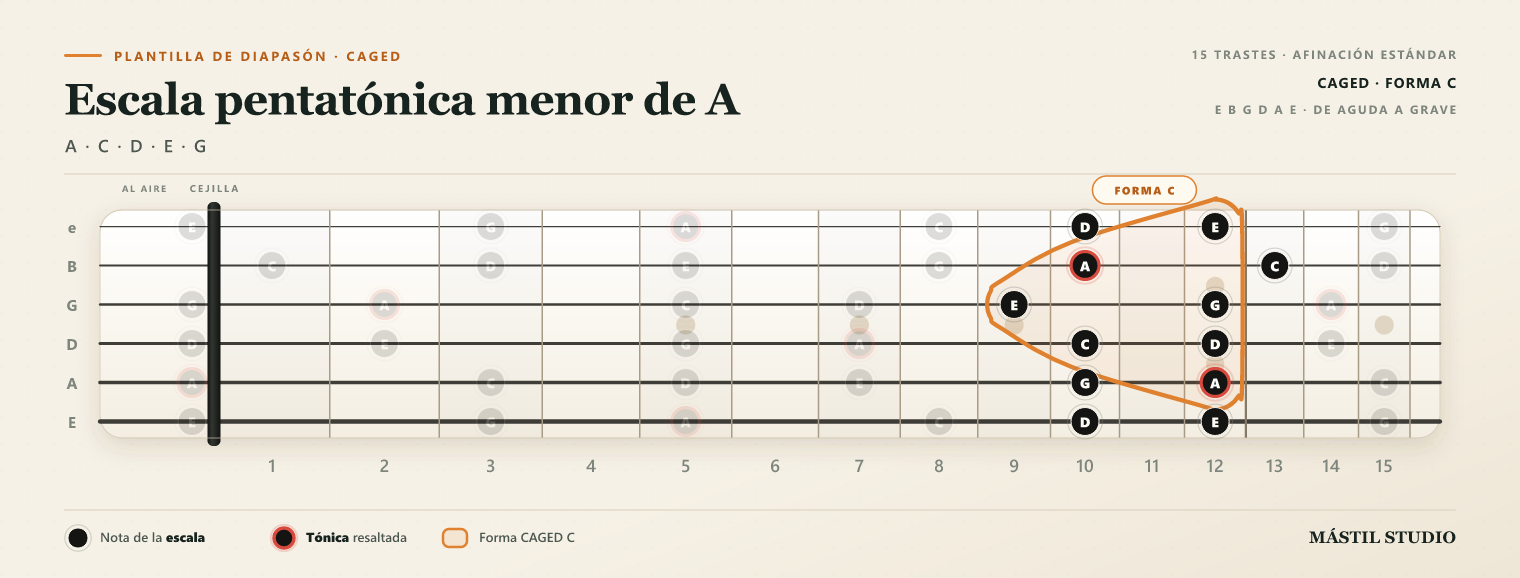 PLANTILLA DE DIAPASÓN · CAGED
Escala pentatónica menor de A
A · C · D · E · G
15 TRASTES · AFINACIÓN ESTÁNDAR
CAGED · FORMA C
E B G D A E · DE AGUDA A GRAVE
AL AIRE CEJILLA
FORMA C
e E G A C D E G
B C D E G A C D
G G A C D E G A
D D E G A C D E
A A C D E G A C
E E G A C D E G
1 2 3 4 5 6 7 8 9 10 11 12 13 14 15
Nota de la escala
Tónica resaltada
Forma CAGED C
MÁSTIL STUDIO